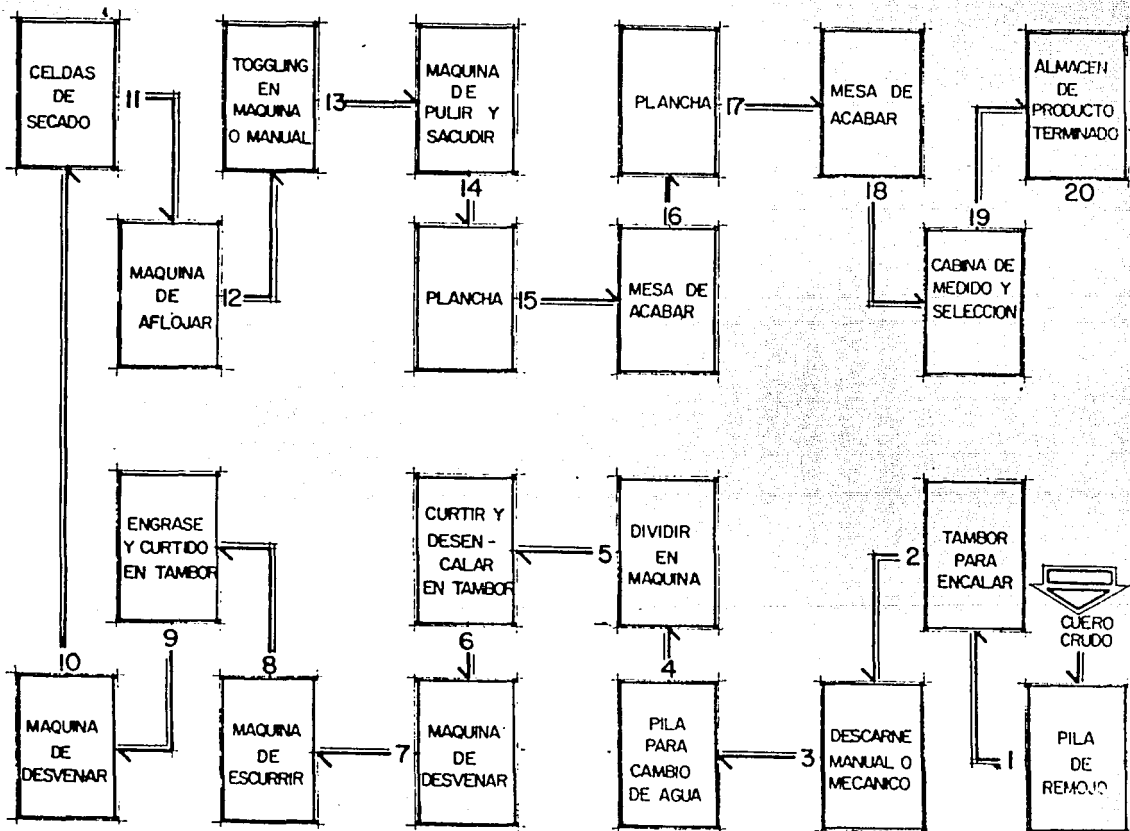 CELDAS
DE
SECADO
11
TOGGLING
EN
MAQUINA
O MANUAL
13
MAQUINA
DE
PULIR Y
SACUDIR
14
PLANCHA
17
MESA DE
ACABAR
18
ALMACEN
DE
PRODUCTO
TERMINADO
20
MAQUINA
DE
AFLOJAR
12
PLANCHA
15
16
MESA DE
ACABAR
19
CABINA DE
MEDIDO Y
SELECCION
ENGRASE
Y CURTIDO
EN TAMBOR
9
CURTIR Y
DESEN-
CALAR
EN TAMBOR
6
5
DIVIDIR
EN
MAQUINA
4
2
TAMBOR
PARA
ENCALAR
CUERO
CRUDO
10
MAQUINA
DE
DESVENAR
8
MAQUINA
DE
ESCURRIR
7
MAQUINA
DE
DESVENAR
PILA
PARA
CAMBIO
DE AGUA
3
DESCARNE
MANUAL O
MECANICO
1
PILA
DE
REMOJO